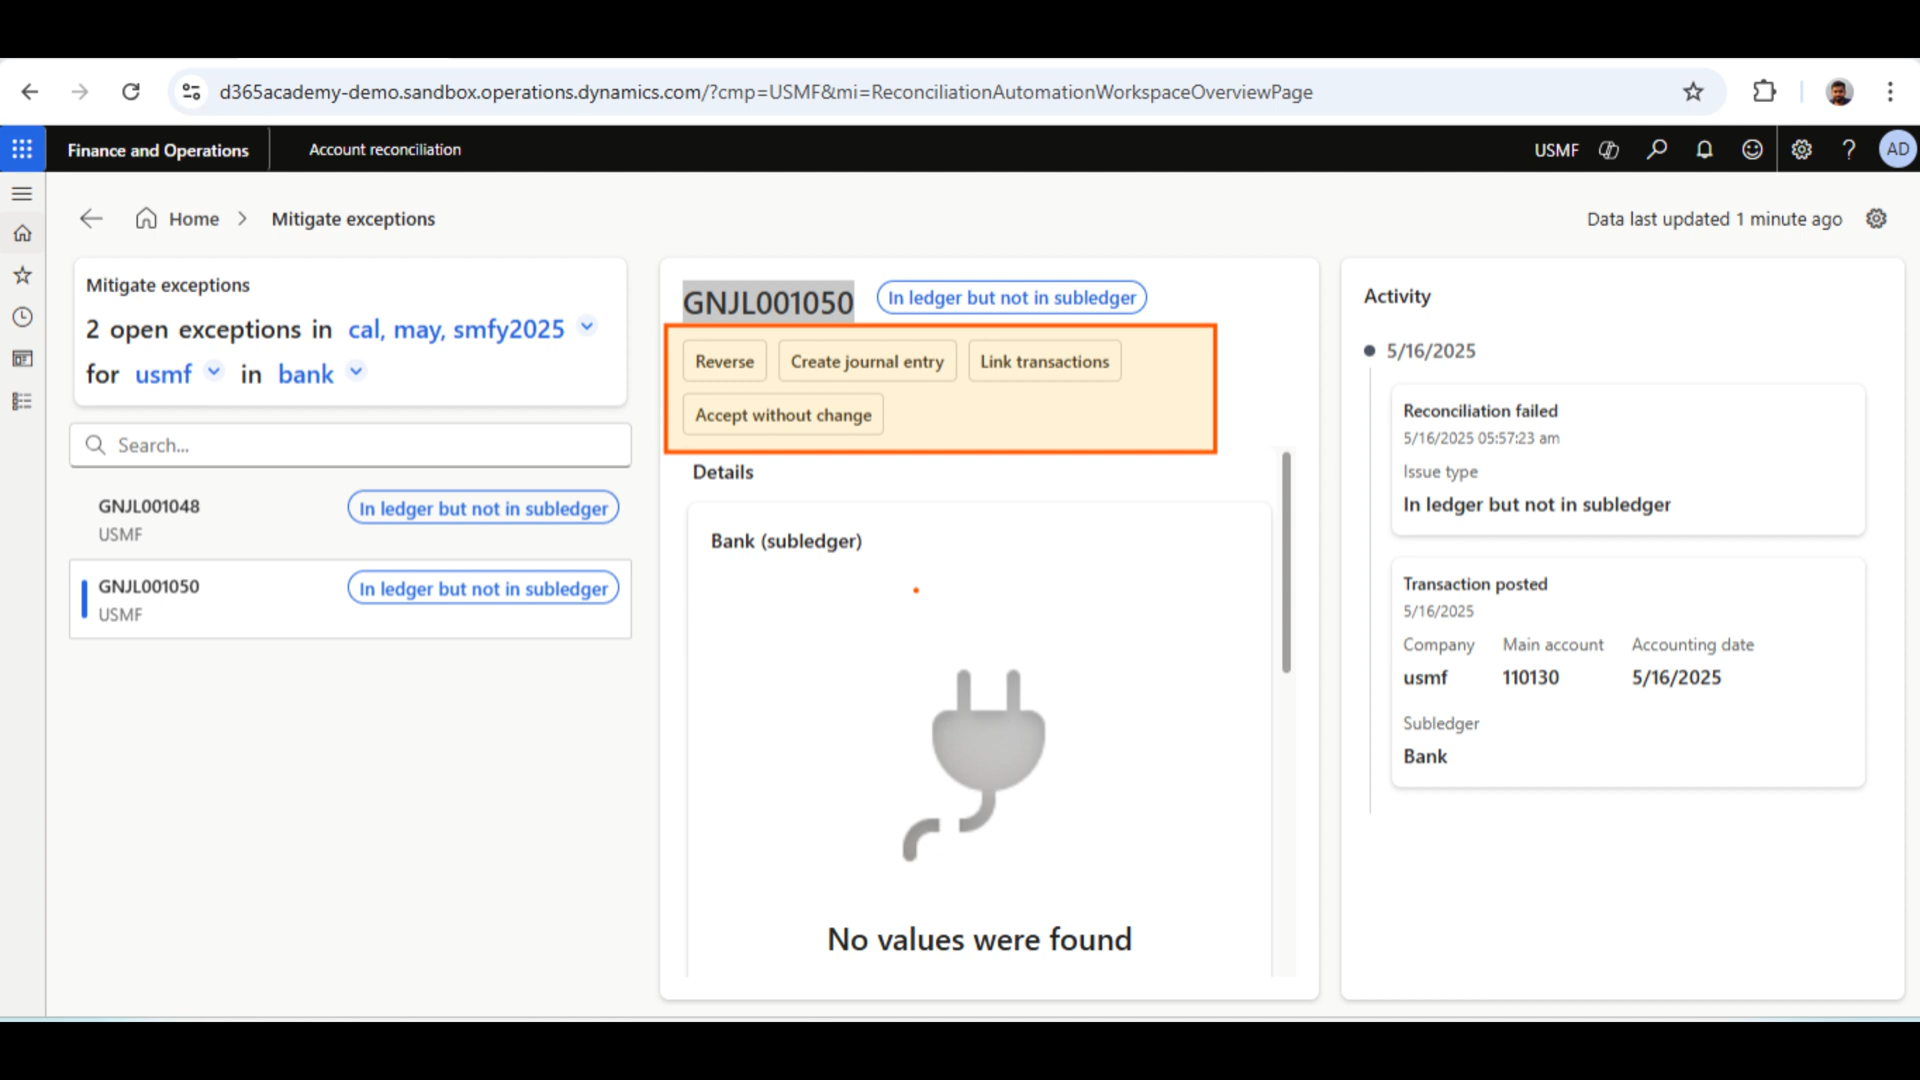 d365academy-demo.sandbox.operations.dynamics.com/?cmp=USMF&mi=ReconciliationAutomationWorkspaceOverviewPage
Finance and Operations
Account reconciliation
USMF
AD
Home
Mitigate exceptions
Data last updated 1 minute ago
Mitigate exceptions
2 open exceptions in cal, may, smfy2025
for usmf in bank
Search...
GNJL001048
In ledger but not in subledger
USMF
GNJL001050
In ledger but not in subledger
USMF
GNJL001050
In ledger but not in subledger
Reverse
Create journal entry
Link transactions
Accept without change
Details
Bank (subledger)
No values were found
Activity
5/16/2025
Reconciliation failed
5/16/2025 05:57:23 am
Issue type
In ledger but not in subledger
Transaction posted
5/16/2025
Company Main account Accounting date
usmf 110130 5/16/2025
Subledger
Bank